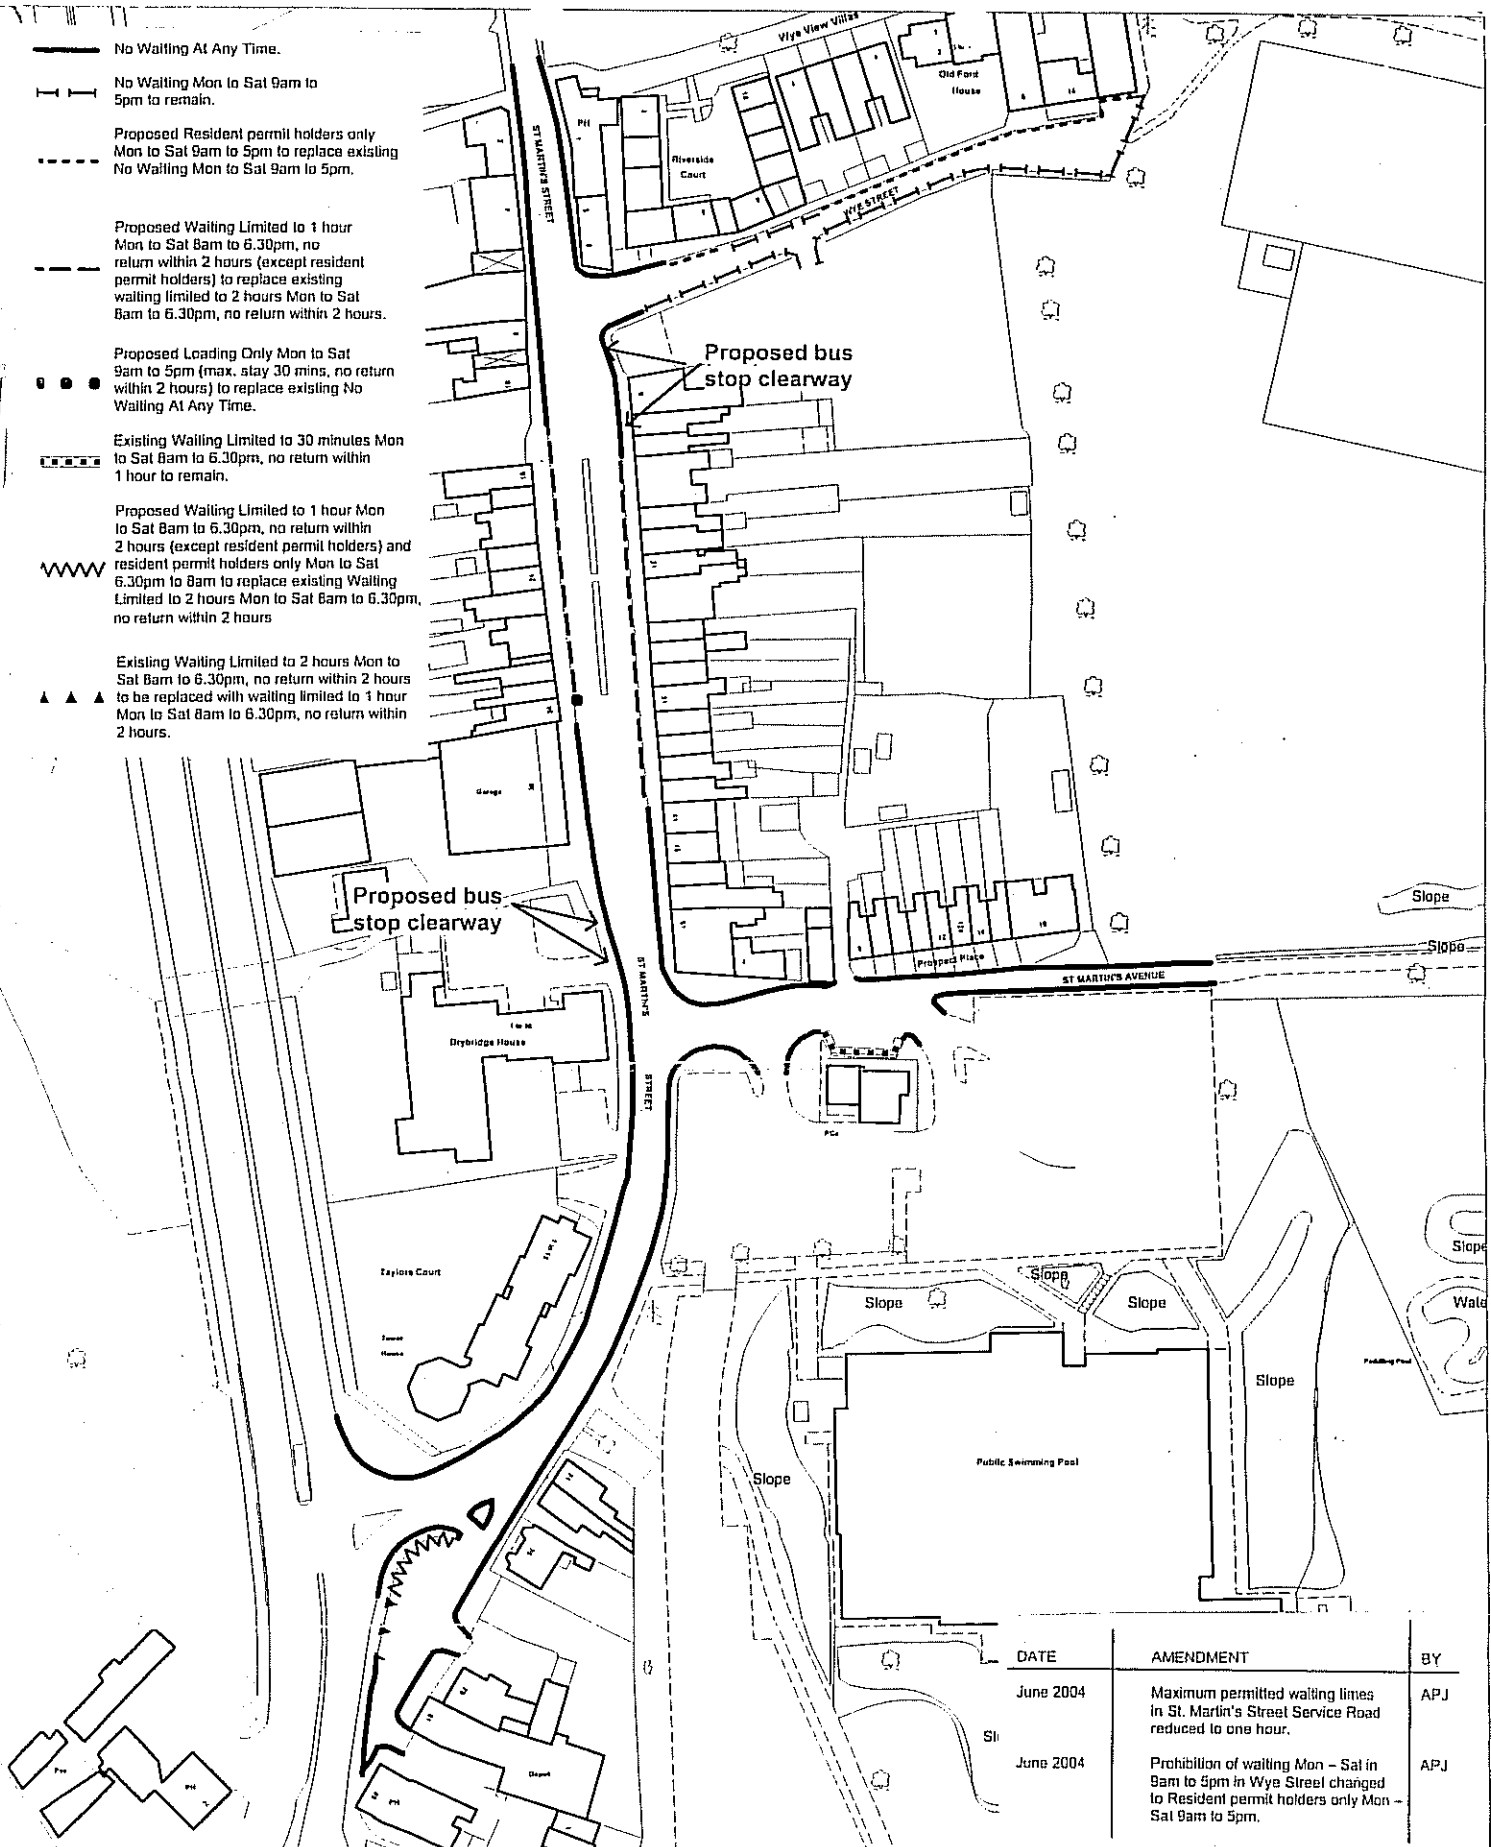 No Waiting At Any Time.
No Waiting Mon to Sat 9am to
5pm to remain.
Proposed Resident permit holders only
Mon to Sat 9am to 5pm to replace existing
No Waiting Mon to Sat 9am to 5pm.
Proposed Waiting Limited to 1 hour
Mon to Sat 8am to 6.30pm, no
return within 2 hours (except resident
permit holders) to replace existing
waiting limited to 2 hours Mon to Sat
8am to 6.30pm, no return within 2 hours.
Proposed Loading Only Mon to Sat
9am to 5pm (max. stay 30 mins, no return
within 2 hours) to replace existing No
Waiting At Any Time.
Existing Waiting Limited to 30 minutes Mon
to Sat 8am to 6.30pm, no return within
1 hour to remain.
Proposed Waiting Limited to 1 hour Mon
to Sat 8am to 6.30pm, no return within
2 hours (except resident permit holders) and
resident permit holders only Mon to Sat
6.30pm to 8am to replace existing Waiting
Limited to 2 hours Mon to Sat 8am to 6.30pm,
no return within 2 hours
Existing Waiting Limited to 2 hours Mon to
Sat 8am to 6.30pm, no return within 2 hours
to be replaced with waiting limited to 1 hour
Mon to Sat 8am to 6.30pm, no return within
2 hours.
Wye View Villas
Old Ford
House
PH
Riverside
Court
ST MARTIN'S STREET
WYE STREET
Proposed bus
stop clearway
Garage
Proposed bus
stop clearway
Prospect Place
ST MARTIN'S AVENUE
ST MARTIN'S
STREET
Drybridge House
PCs
Slope
Slope
Taylors Court
Tower
House
Slope
Slope
Slope
Slope
Slope
Slope
Wate
Paddling Pool
Public Swimming Pool
Depot
PH
DATE AMENDMENT BY
June 2004 Maximum permitted waiting times APJ
in St. Martin's Street Service Road
reduced to one hour.
June 2004 Prohibition of waiting Mon – Sat in APJ
9am to 5pm in Wye Street changed
to Resident permit holders only Mon –
Sat 9am to 5pm.